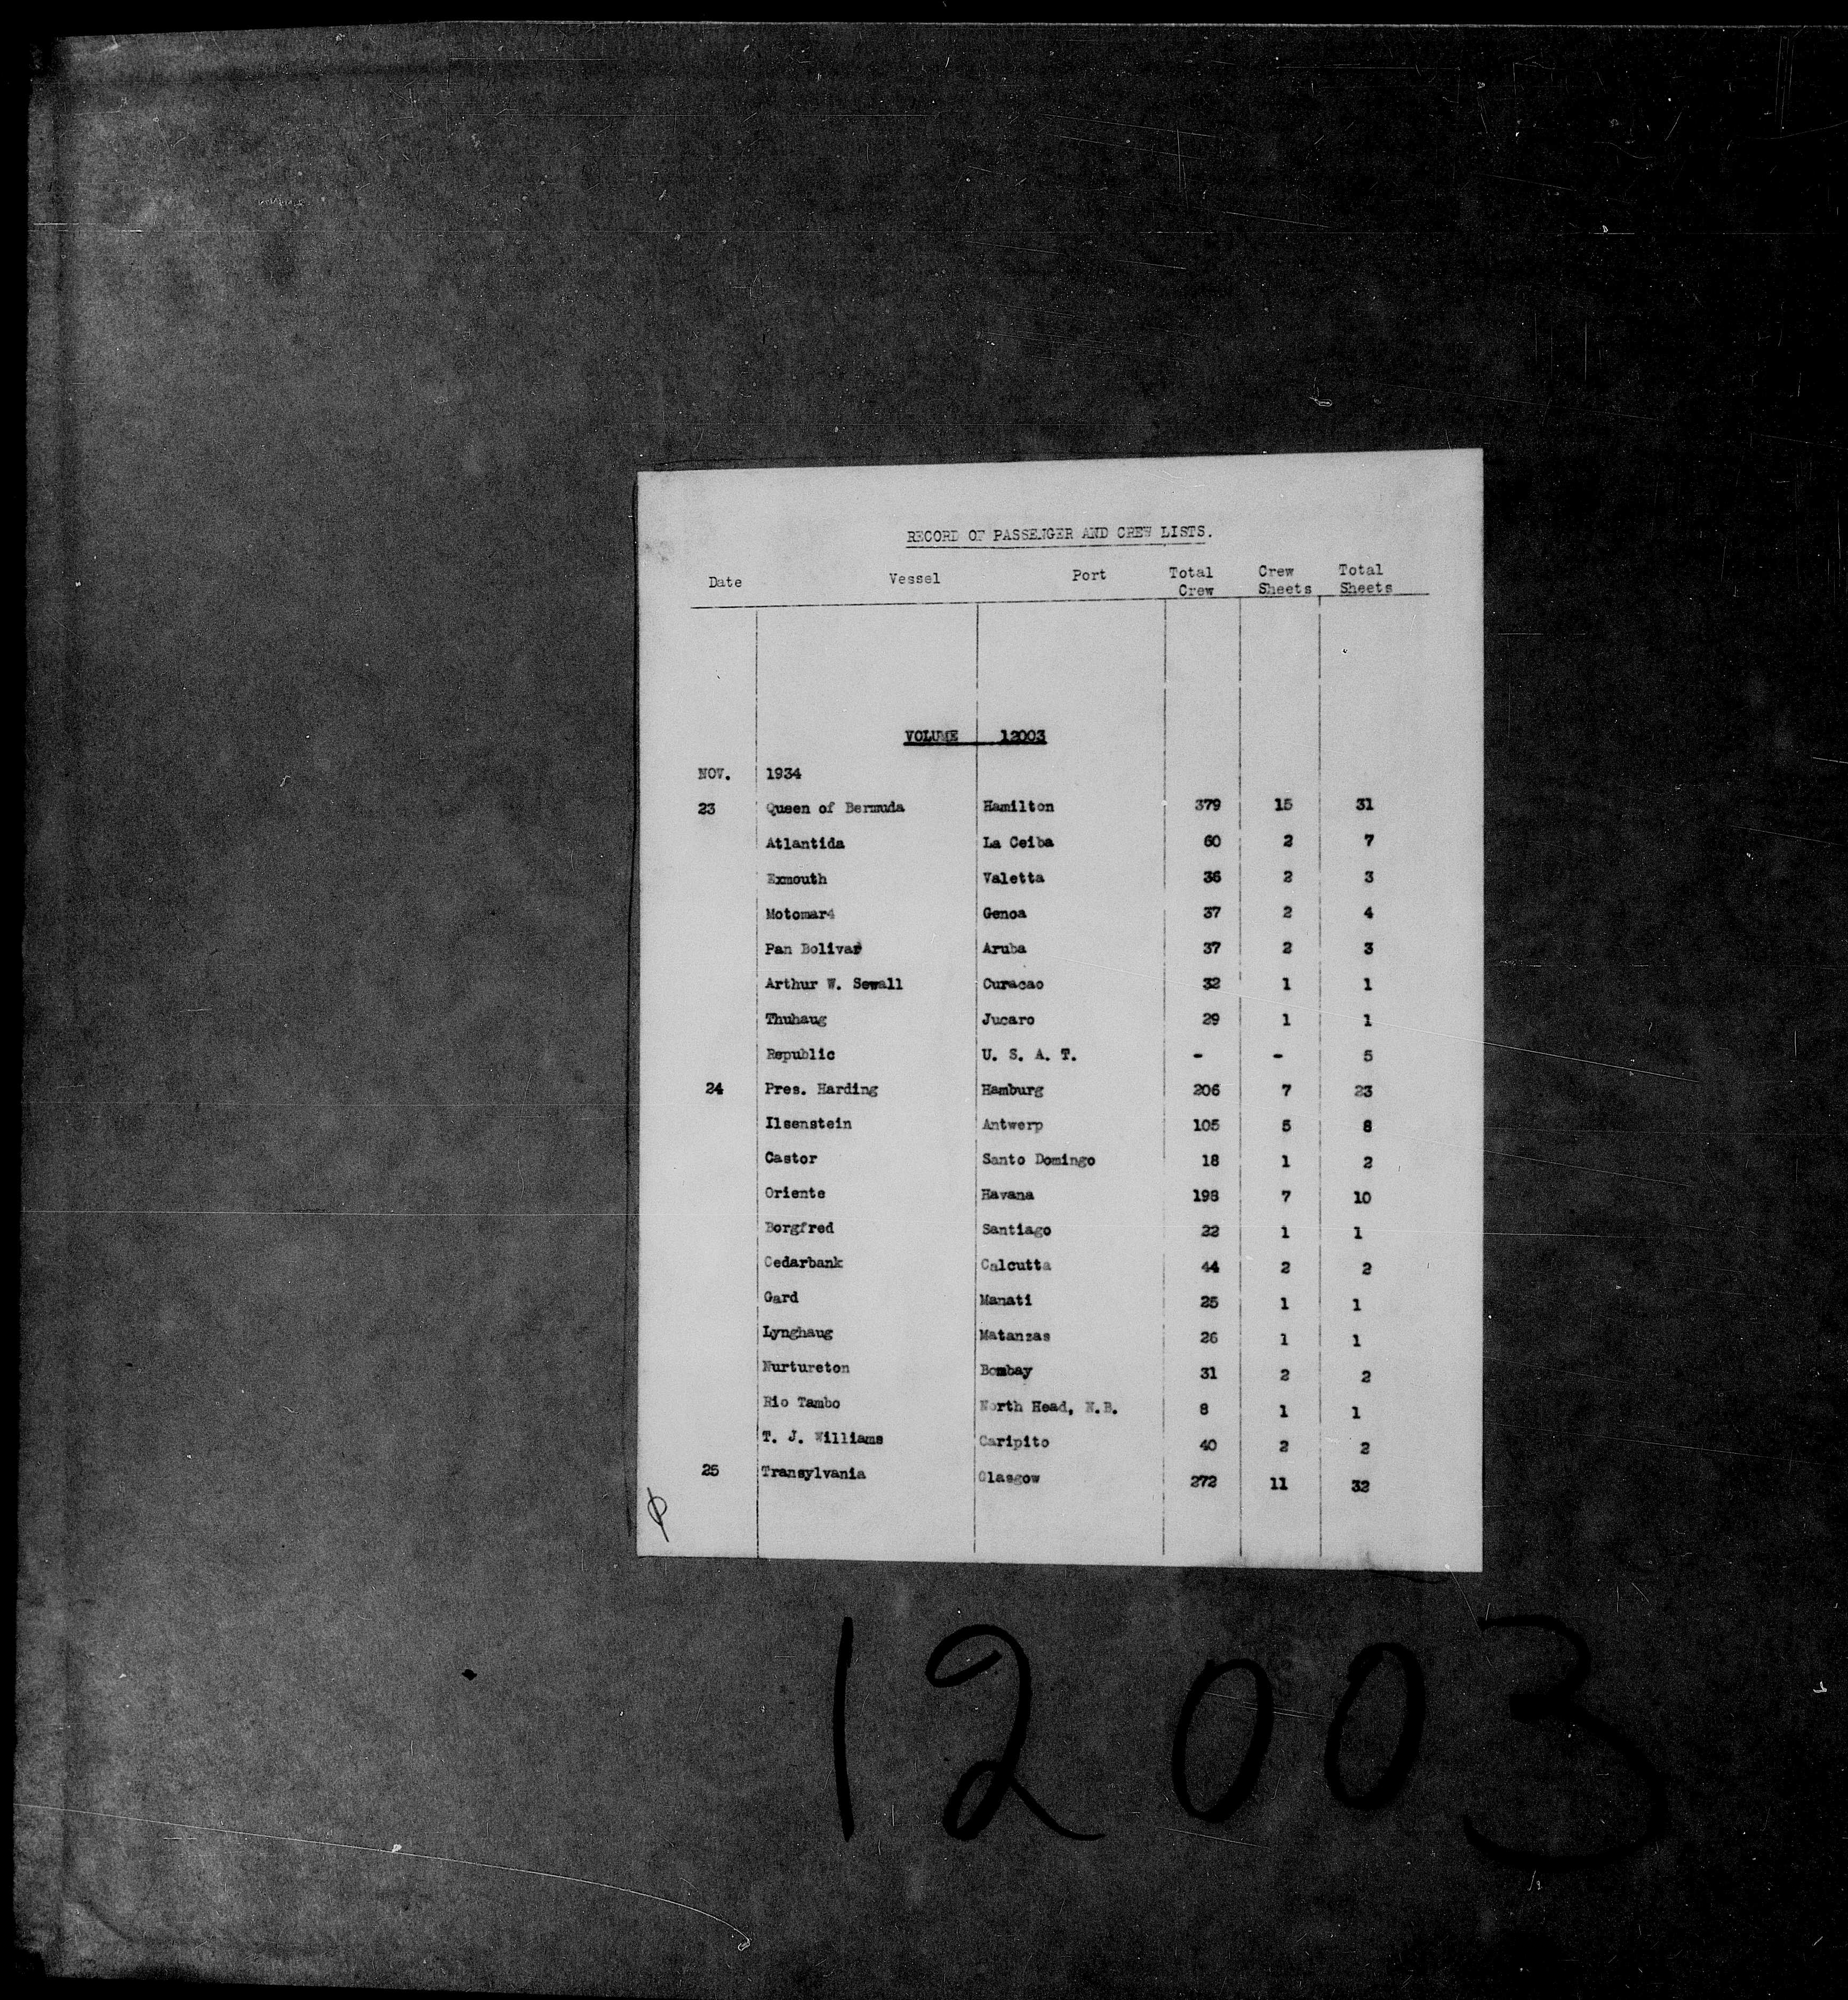 RECORD OF PASSENGER AND CREW LISTS.
Date Vessel Port Total Crew Crew Sheets Total Sheets
VOLUME 12003
NOV. 1934
23 Queen of Bermuda Hamilton 379 15 31
Atlantida La Ceiba 60 2 7
Exmouth Valetta 36 2 3
Motomar4 Genoa 37 2 4
Pan Bolivar Aruba 37 2 3
Arthur W. Sewall Curacao 32 1 1
Thuhaug Jucaro 29 1 1
Republic U. S. A. T. - - 5
24 Pres. Harding Hamburg 206 7 23
Ilsenstein Antwerp 105 5 8
Castor Santo Domingo 18 1 2
Oriente Havana 198 7 10
Borgfred Santiago 22 1 1
Cedarbank Calcutta 44 2 2
Gard Manati 25 1 1
Lynghaug Matanzas 26 1 1
Nurtureton Bombay 31 2 2
Rio Tambo North Head, N.B. 8 1 1
T. J. Williams Caripito 40 2 2
25 Transylvania Glasgow 272 11 32
12003